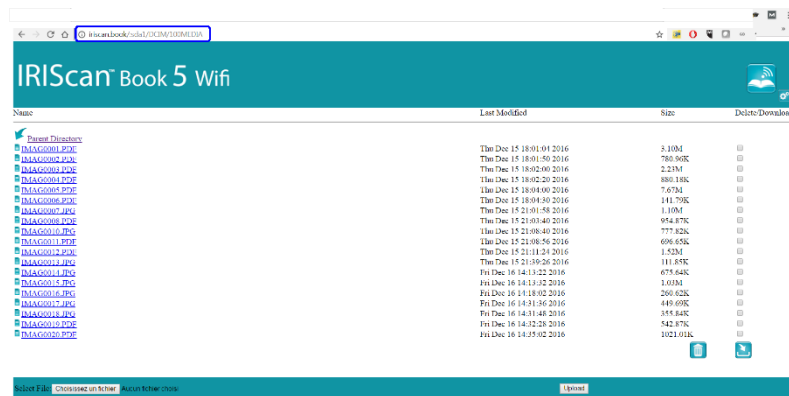 iriscan.book/sda1/DCIM/100MEDIA
IRIScan™ Book 5 Wifi
Name Last Modified Size Delete/Download
Parent Directory
IMAG0001.PDF Thu Dec 15 18:01:04 2016 3.10M
IMAG0002.PDF Thu Dec 15 18:01:50 2016 780.96K
IMAG0003.PDF Thu Dec 15 18:02:00 2016 2.23M
IMAG0004.PDF Thu Dec 15 18:02:20 2016 880.18K
IMAG0005.PDF Thu Dec 15 18:04:00 2016 7.67M
IMAG0006.PDF Thu Dec 15 18:04:30 2016 141.79K
IMAG0007.JPG Thu Dec 15 21:01:58 2016 1.10M
IMAG0008.PDF Thu Dec 15 21:03:40 2016 954.87K
IMAG0010.JPG Thu Dec 15 21:08:40 2016 777.82K
IMAG0011.PDF Thu Dec 15 21:08:56 2016 696.65K
IMAG0012.PDF Thu Dec 15 21:11:24 2016 1.52M
IMAG0013.JPG Thu Dec 15 21:39:26 2016 111.85K
IMAG0014.JPG Fri Dec 16 14:13:22 2016 675.64K
IMAG0015.JPG Fri Dec 16 14:13:32 2016 1.03M
IMAG0016.JPG Fri Dec 16 14:18:02 2016 260.62K
IMAG0017.JPG Fri Dec 16 14:31:36 2016 449.69K
IMAG0018.JPG Fri Dec 16 14:31:48 2016 355.84K
IMAG0019.PDF Fri Dec 16 14:32:28 2016 542.87K
IMAG0020.PDF Fri Dec 16 14:35:02 2016 1021.01K
Select File: Choisissez un fichier Aucun fichier choisi Upload